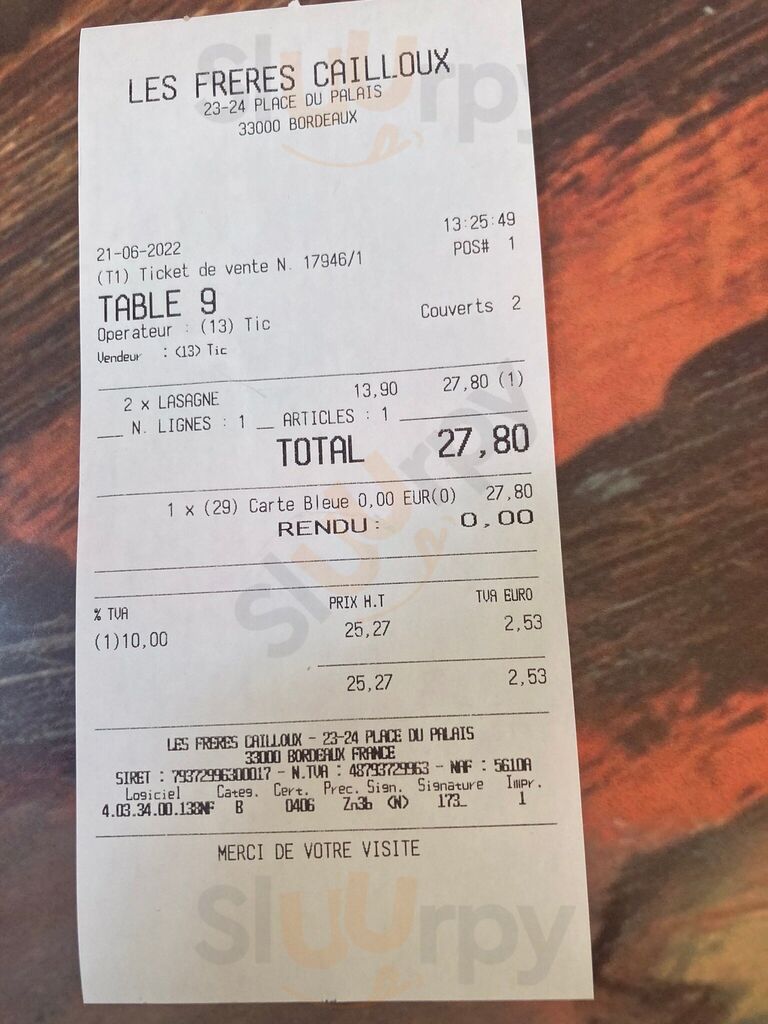 LES FRERES CAILLOUX
23-24 PLACE DU PALAIS
33000 BORDEAUX
21-06-2022 13:25:49
(T1) Ticket de vente N. 17946/1 POS# 1
TABLE 9
Operateur : (13) Tic Couverts 2
Vendeur : (13) Tic
2 x LASAGNE 13,90 27,80 (1)
__ N. LIGNES : 1 __ ARTICLES : 1
TOTAL 27,80
1 x (29) Carte Bleue 0,00 EUR(0) 27,80
RENDU : 0,00
% TVA PRIX H.T TVA EURO
(1)10,00 25,27 2,53
25,27 2,53
LES FRERES CAILLOUX - 23-24 PLACE DU PALAIS
33000 BORDEAUX FRANCE
SIRET : 79372996300017 - N.TVA : 48793729963 - NAF : 5610A
Logiciel Categ. Cert. Prec. Sign. Signature Impr.
4.03.34.00.138NF B 0406 Zn3b (N) 173_ 1
MERCI DE VOTRE VISITE
Sluurpy
Sluurpy
Sluurpy